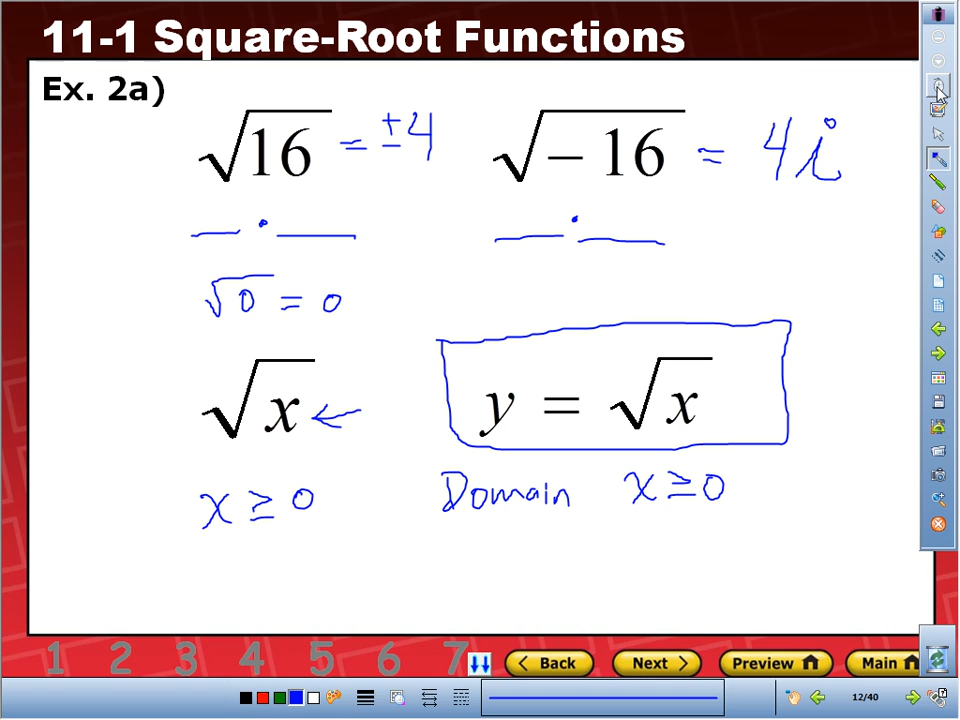 11-1 Square-Root Functions
Ex. 2a)
√16 = ±4 √-16 = 4i
√0 = 0
√x ← y = √x
x ≥ 0 Domain x ≥ 0
1 2 3 4 5 6 7 < Back Next > Preview Main
12/40